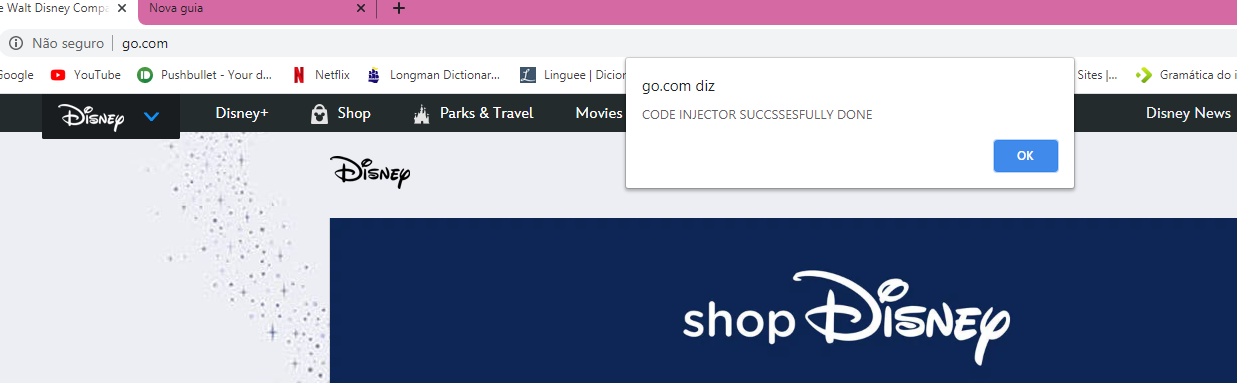 e Walt Disney Compa
Nova guia
Não seguro
go.com
Google
YouTube
Pushbullet - Your d...
Netflix
Longman Dictionar...
Linguee | Dicion
Sites |...
Gramática do i
go.com diz
CODE INJECTOR SUCCSSESFULLY DONE
OK
Disney
Disney+
Shop
Parks & Travel
Movies
Disney News
Disney
shop Disney